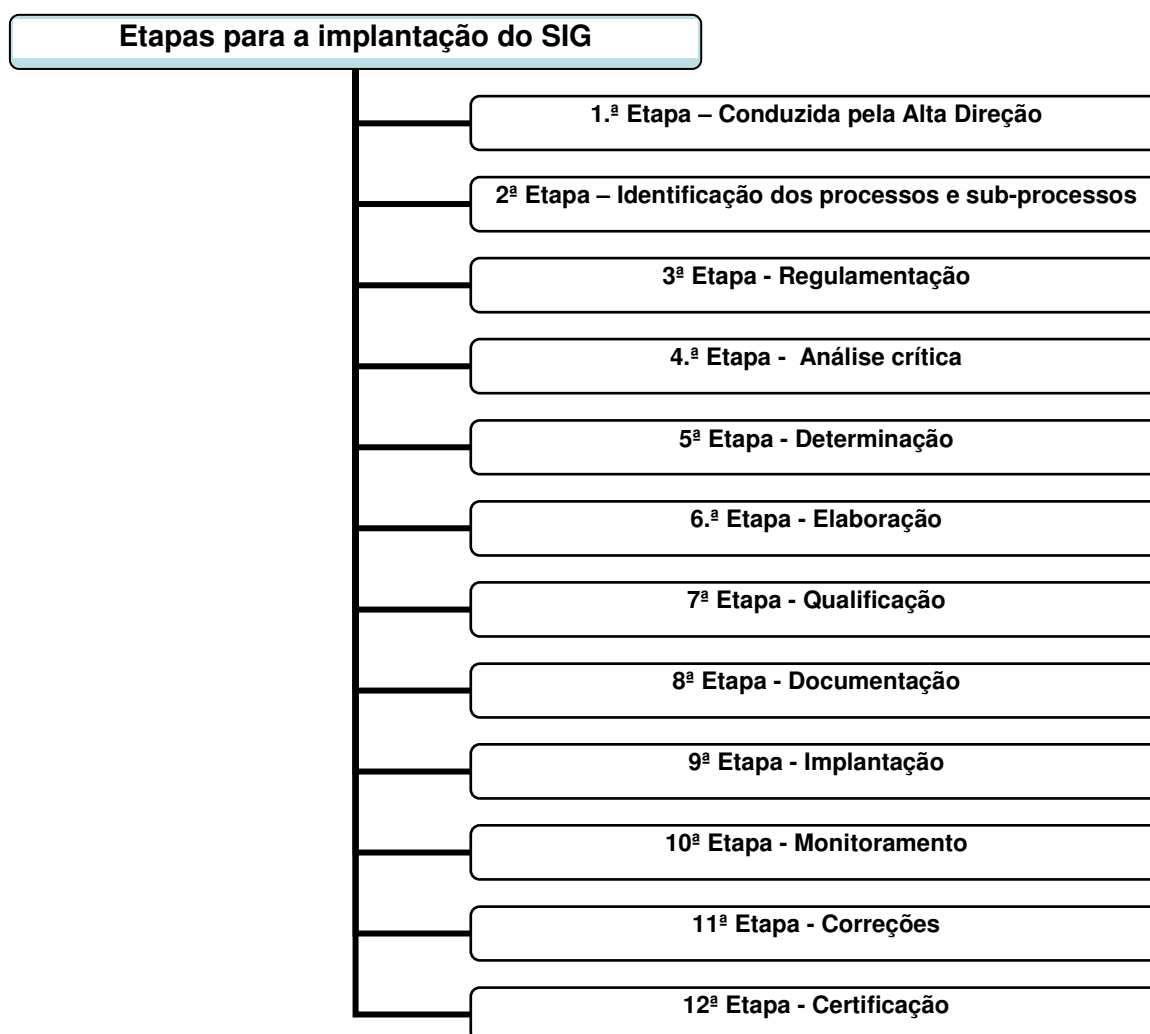 Etapas para a implantação do SIG
1.ª Etapa – Conduzida pela Alta Direção
2ª Etapa – Identificação dos processos e sub-processos
3ª Etapa - Regulamentação
4.ª Etapa - Análise crítica
5ª Etapa - Determinação
6.ª Etapa - Elaboração
7ª Etapa - Qualificação
8ª Etapa - Documentação
9ª Etapa - Implantação
10ª Etapa - Monitoramento
11ª Etapa - Correções
12ª Etapa - Certificação